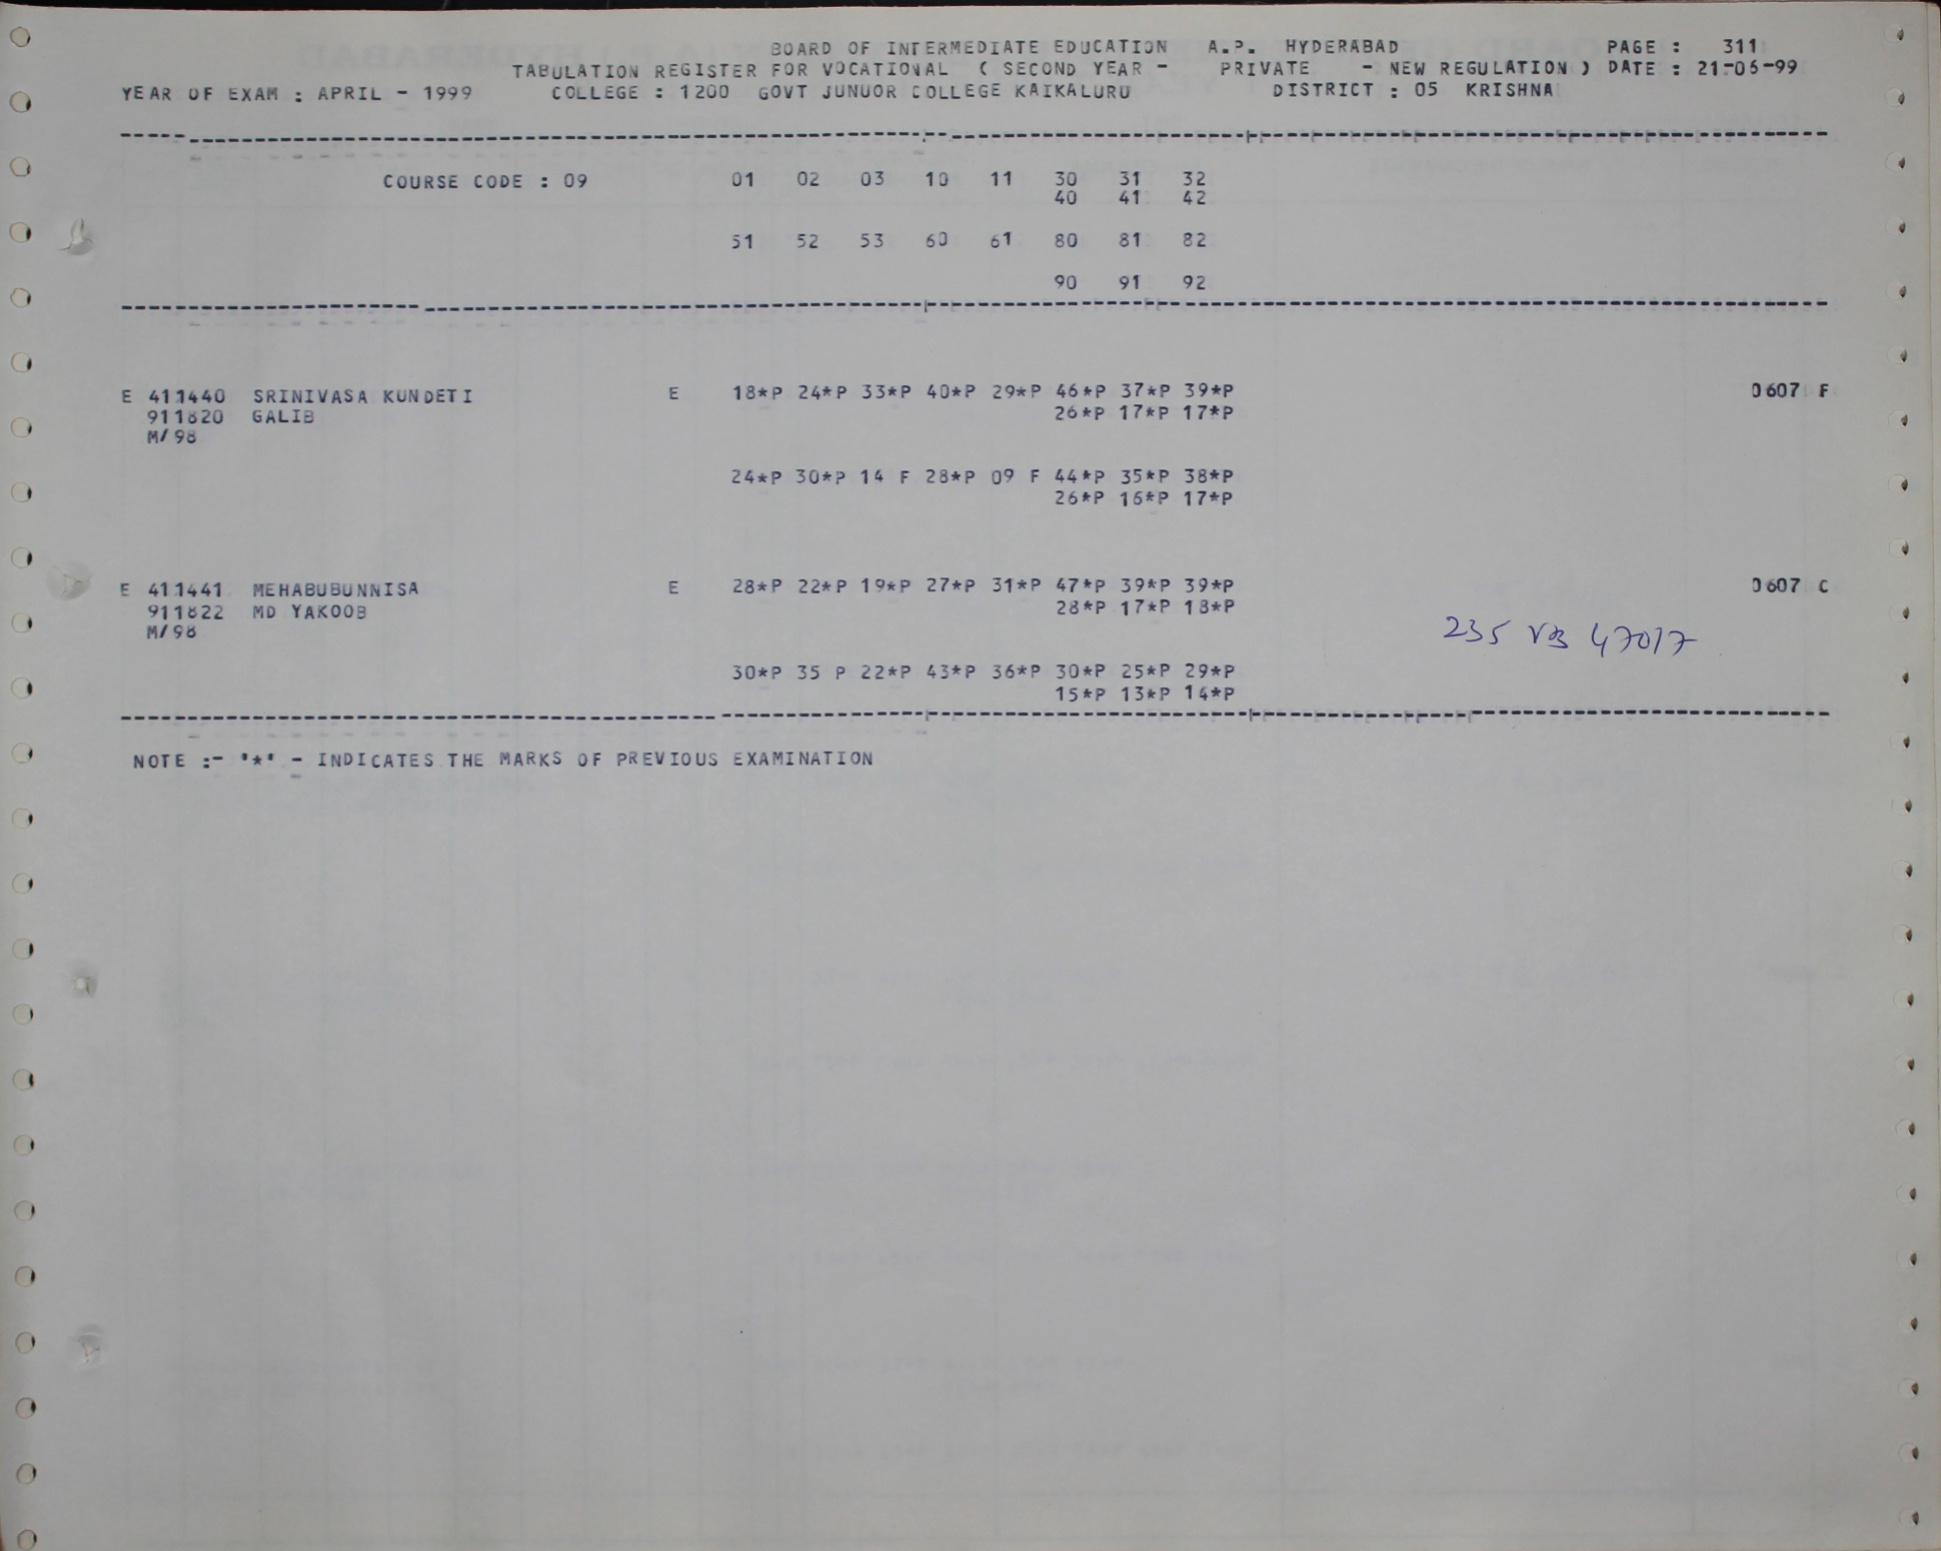 BOARD OF INTERMEDIATE EDUCATION A.P. HYDERABAD PAGE : 311
TABULATION REGISTER FOR VOCATIONAL ( SECOND YEAR - PRIVATE - NEW REGULATION ) DATE : 21-06-99
YEAR OF EXAM : APRIL - 1999 COLLEGE : 1200 GOVT JUNUOR COLLEGE KAIKALURU DISTRICT : 05 KRISHNA
COURSE CODE : 09 01 02 03 10 11 30 31 32
40 41 42
51 52 53 60 61 80 81 82
90 91 92
E 411440 SRINIVASA KUNDETI E 18*P 24*P 33*P 40*P 29*P 46*P 37*P 39*P 0607 F
911820 GALIB 26*P 17*P 17*P
M/98
24*P 30*P 14 F 28*P 09 F 44*P 35*P 38*P
26*P 16*P 17*P
E 411441 MEHABUBUNNISA E 28*P 22*P 19*P 27*P 31*P 47*P 39*P 39*P 0607 C
911822 MD YAKOOB 28*P 17*P 18*P
M/98
235 VB 47017
30*P 35 P 22*P 43*P 36*P 30*P 25*P 29*P
15*P 13*P 14*P
NOTE :- '*' - INDICATES THE MARKS OF PREVIOUS EXAMINATION